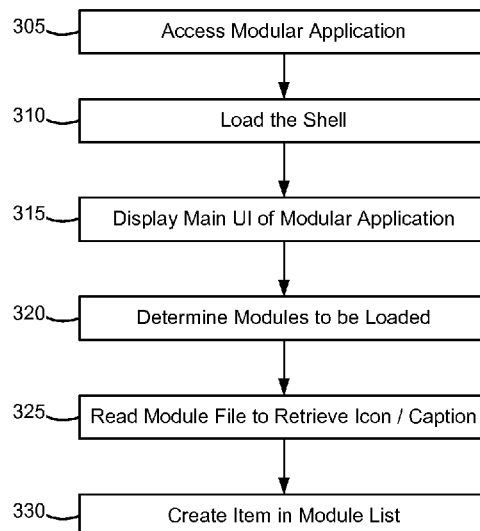 305 Access Modular Application
310 Load the Shell
315 Display Main UI of Modular Application
320 Determine Modules to be Loaded
325 Read Module File to Retrieve Icon / Caption
330 Create Item in Module List